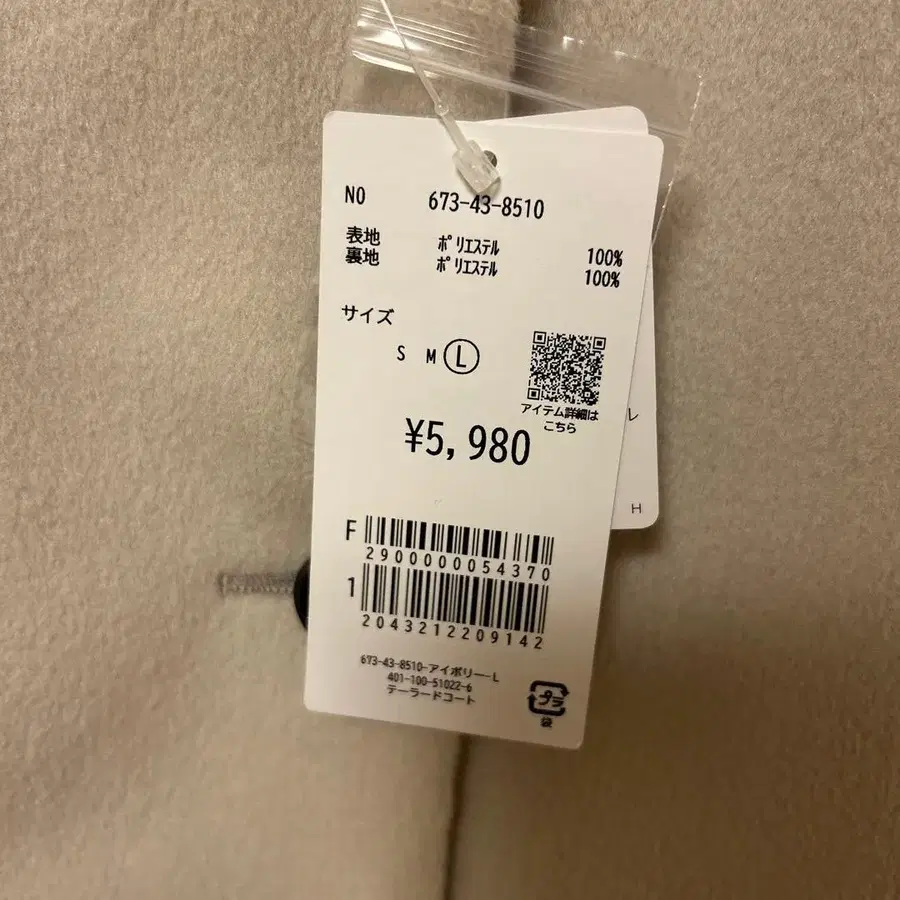 NO 673-43-8510
表地 ポリエステル 100%
裏地 ポリエステル 100%
サイズ
S M L
アイテム詳細は
こちら
¥5,980
レ
H
F
2900000054370
1
2043212209142
673-43-8510-アイボリー-L
401-100-51022-6
テーラードコート
プラ
袋